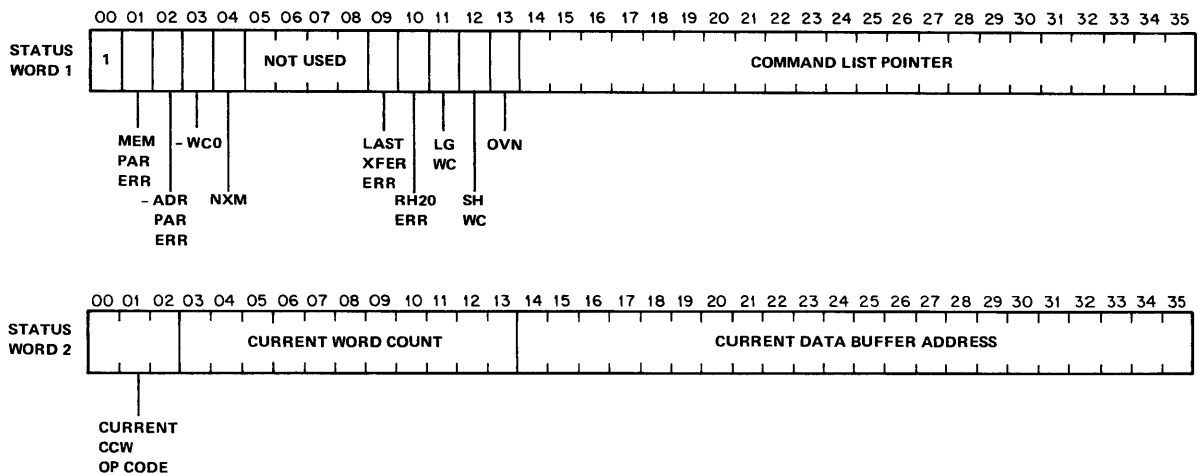 00 01 02 03 04 05 06 07 08 09 10 11 12 13 14 15 16 17 18 19 20 21 22 23 24 25 26 27 28 29 30 31 32 33 34 35
STATUS
WORD 1
1
NOT USED
COMMAND LIST POINTER
MEM
PAR
ERR
– ADR
PAR
ERR
– WC0
NXM
LAST
XFER
ERR
RH20
ERR
LG
WC
SH
WC
OVN
00 01 02 03 04 05 06 07 08 09 10 11 12 13 14 15 16 17 18 19 20 21 22 23 24 25 26 27 28 29 30 31 32 33 34 35
STATUS
WORD 2
CURRENT WORD COUNT
CURRENT DATA BUFFER ADDRESS
CURRENT
CCW
OP CODE